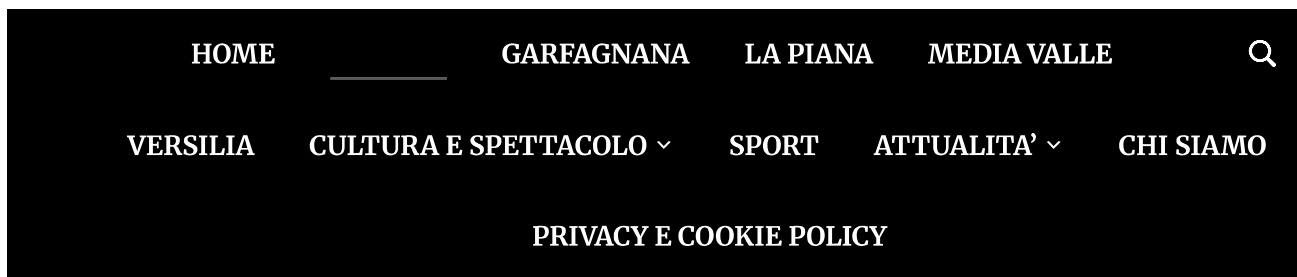 HOME GARFAGNANA LA PIANA MEDIA VALLE
VERSILIA CULTURA E SPETTACOLO SPORT ATTUALITA’ CHI SIAMO
PRIVACY E COOKIE POLICY